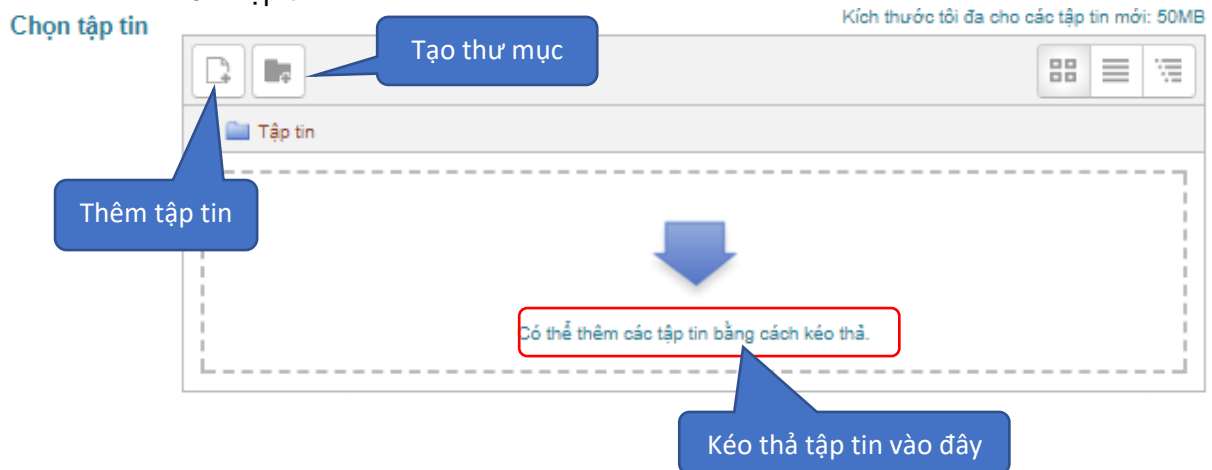 Chọn tập tin
Kích thước tối đa cho các tập tin mới: 50MB
Tạo thư mục
Tập tin
Thêm tập tin
Có thể thêm các tập tin bằng cách kéo thả.
Kéo thả tập tin vào đây